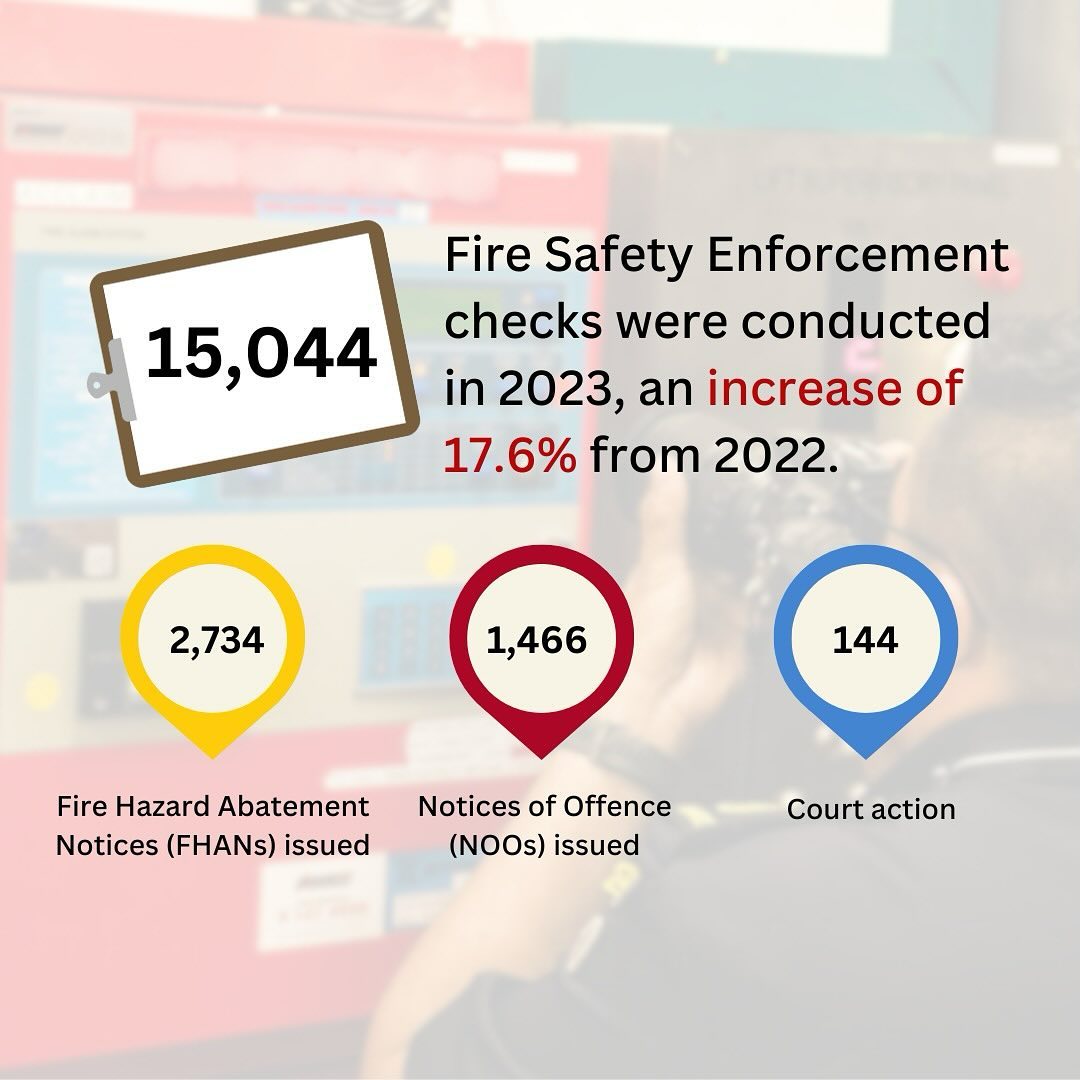 15,044
Fire Safety Enforcement
checks were conducted
in 2023, an increase of
17.6% from 2022.
2,734
1,466
144
Fire Hazard Abatement
Notices (FHANs) issued
Notices of Offence
(NOOs) issued
Court action